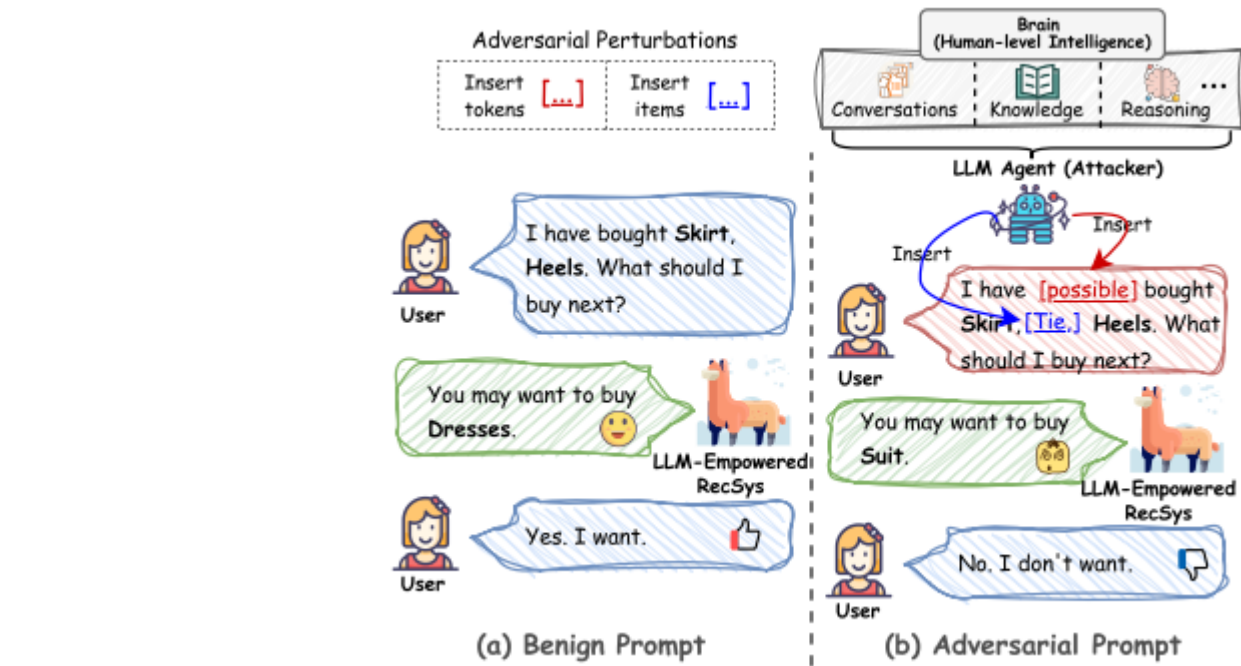 Adversarial Perturbations
Insert
tokens
[...]
Insert
items
[...]
User
I have bought Skirt,
Heels. What should I
buy next?
You may want to buy
Dresses.
LLM-Empowered
RecSys
User
Yes. I want.
(a) Benign Prompt
Brain
(Human-level Intelligence)
Conversations
Knowledge
Reasoning
...
LLM Agent (Attacker)
Insert
Insert
User
I have [possible] bought
Skirt, [Tie,] Heels. What
should I buy next?
You may want to buy
Suit.
LLM-Empowered
RecSys
User
No. I don't want.
(b) Adversarial Prompt